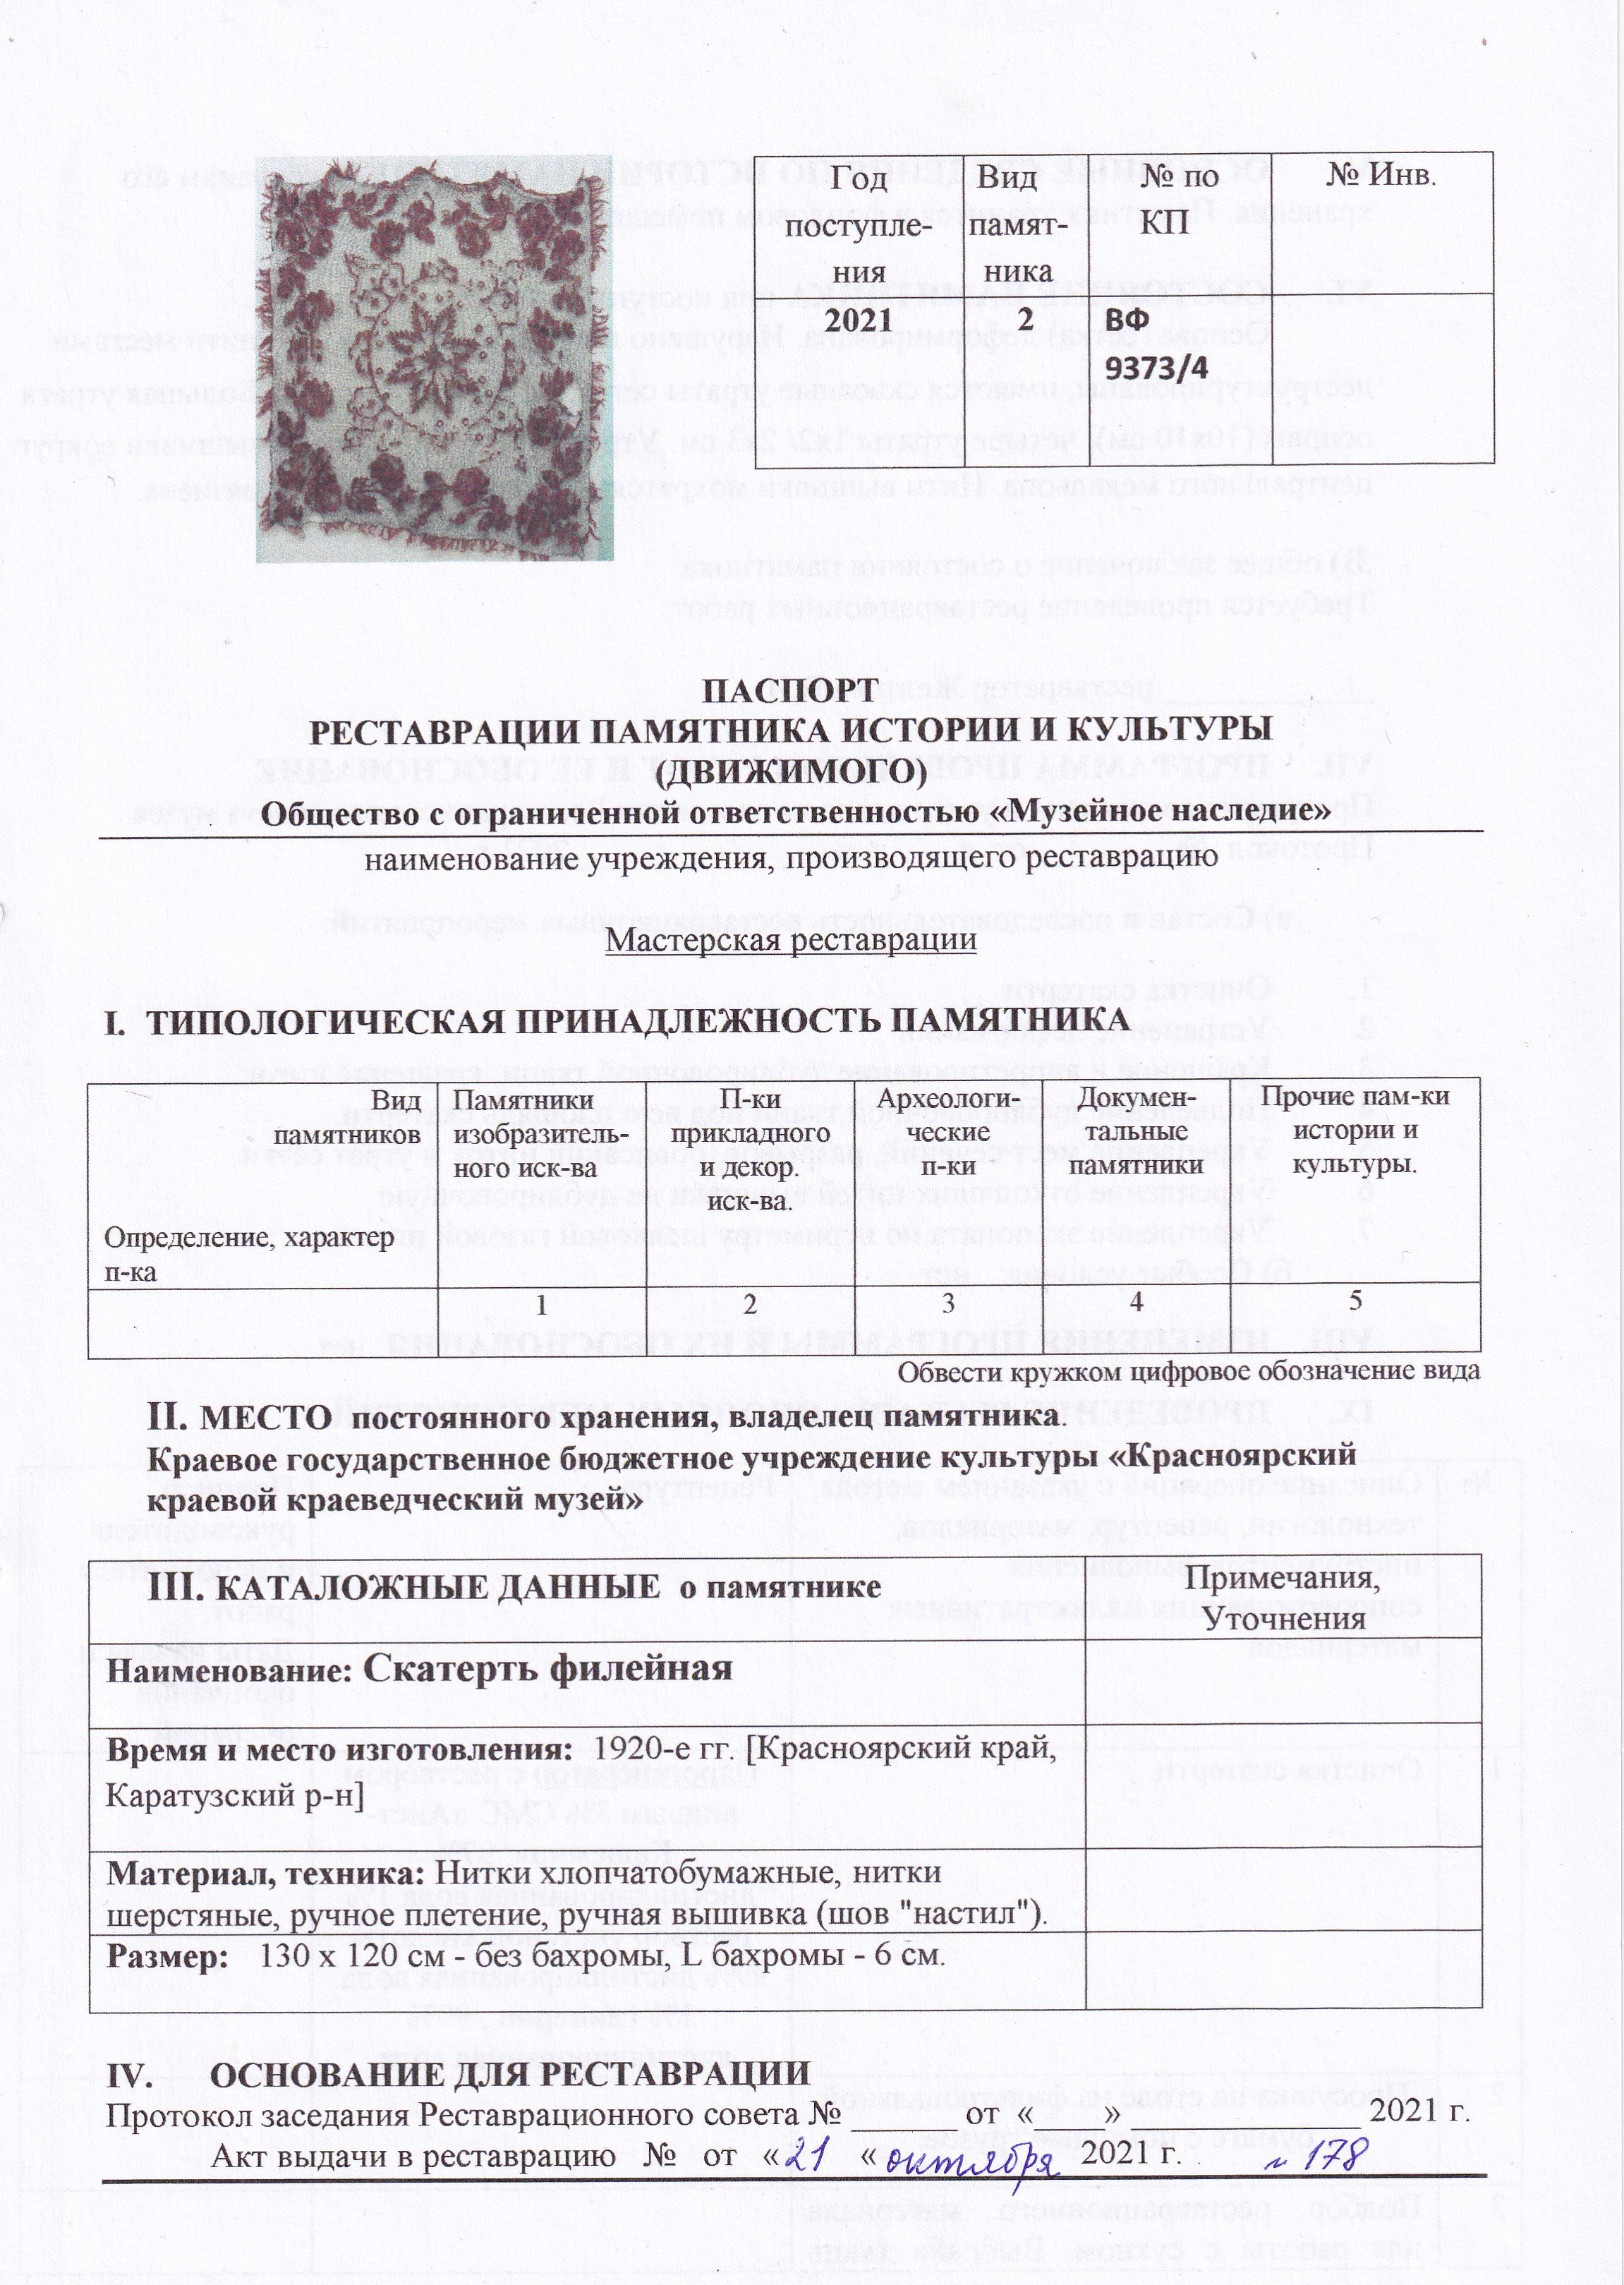 Год поступле-ния
Вид памят-ника
№ по КП
№ Инв.
2021
2
ВФ 9373/4
ПАСПОРТ
РЕСТАВРАЦИИ ПАМЯТНИКА ИСТОРИИ И КУЛЬТУРЫ
(ДВИЖИМОГО)
Общество с ограниченной ответственностью «Музейное наследие»
наименование учреждения, производящего реставрацию
Мастерская реставрации
I. ТИПОЛОГИЧЕСКАЯ ПРИНАДЛЕЖНОСТЬ ПАМЯТНИКА
Вид памятников
Определение, характер п-ка
Памятники изобразитель-ного иск-ва
П-ки прикладного и декор. иск-ва.
Археологи-ческие п-ки
Докумен-тальные памятники
Прочие пам-ки истории и культуры.
1
2
3
4
5
Обвести кружком цифровое обозначение вида
II. МЕСТО постоянного хранения, владелец памятника.
Краевое государственное бюджетное учреждение культуры «Красноярский
краевой краеведческий музей»
III. КАТАЛОЖНЫЕ ДАННЫЕ о памятнике
Примечания,
Уточнения
Наименование: Скатерть филейная
Время и место изготовления: 1920-е гг. [Красноярский край,
Каратузский р-н]
Материал, техника: Нитки хлопчатобумажные, нитки
шерстяные, ручное плетение, ручная вышивка (шов "настил").
Размер: 130 х 120 см - без бахромы, L бахромы - 6 см.
IV. ОСНОВАНИЕ ДЛЯ РЕСТАВРАЦИИ
Протокол заседания Реставрационного совета № ______ от « » ______ 2021 г.
Акт выдачи в реставрацию № от «21 « октября 2021 г. 178